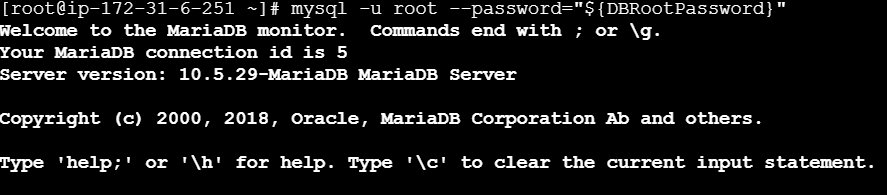 [root@ip-172-31-6-251 ~]# mysql -u root --password="${DBRootPassword}"
Welcome to the MariaDB monitor.  Commands end with ; or \g.
Your MariaDB connection id is 5
Server version: 10.5.29-MariaDB MariaDB Server
Copyright (c) 2000, 2018, Oracle, MariaDB Corporation Ab and others.
Type 'help;' or '\h' for help. Type '\c' to clear the current input statement.